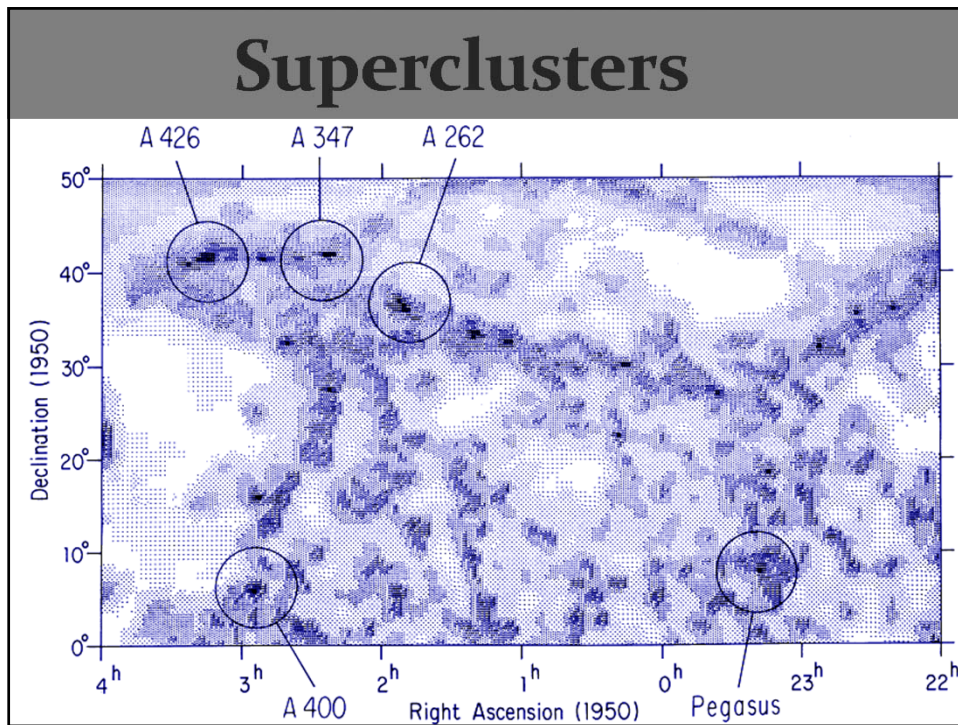 Superclusters
A 426 A 347 A 262
50°
40°
30°
20°
10°
0°
Declination (1950)
4h 3h 2h 1h 0h 23h 22h
A 400 Right Ascension (1950) Pegasus